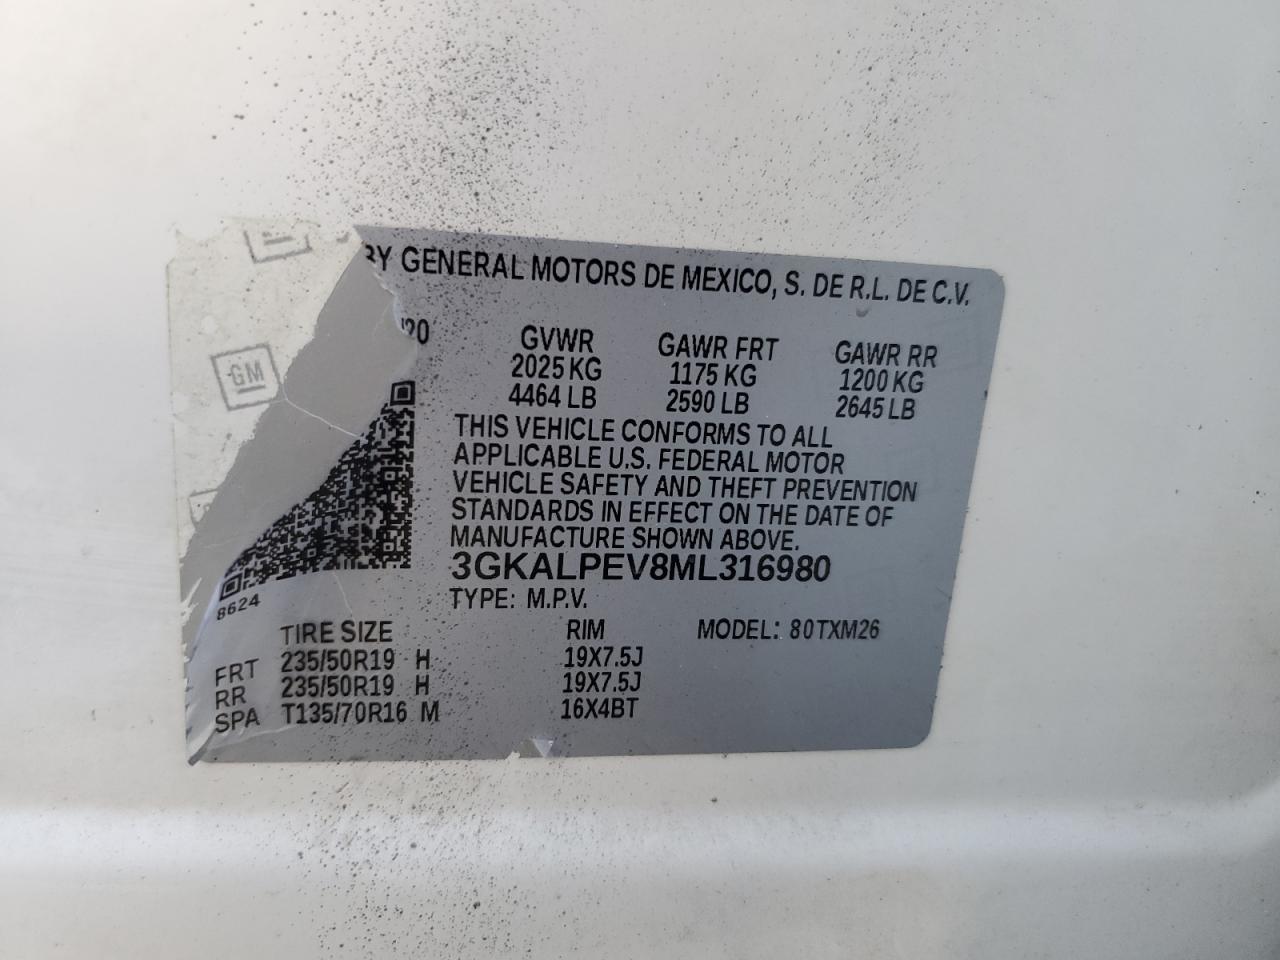 BY GENERAL MOTORS DE MEXICO, S. DE R.L. DE C.V.
20
GVWR GAWR FRT GAWR RR
2025 KG 1175 KG 1200 KG
4464 LB 2590 LB 2645 LB
GM
THIS VEHICLE CONFORMS TO ALL
APPLICABLE U.S. FEDERAL MOTOR
VEHICLE SAFETY AND THEFT PREVENTION
STANDARDS IN EFFECT ON THE DATE OF
MANUFACTURE SHOWN ABOVE.
3GKALPEV8ML316980
8624
TYPE: M.P.V.
TIRE SIZE RIM MODEL: 80TXM26
FRT 235/50R19 H 19X7.5J
RR 235/50R19 H 19X7.5J
SPA T135/70R16 M 16X4BT